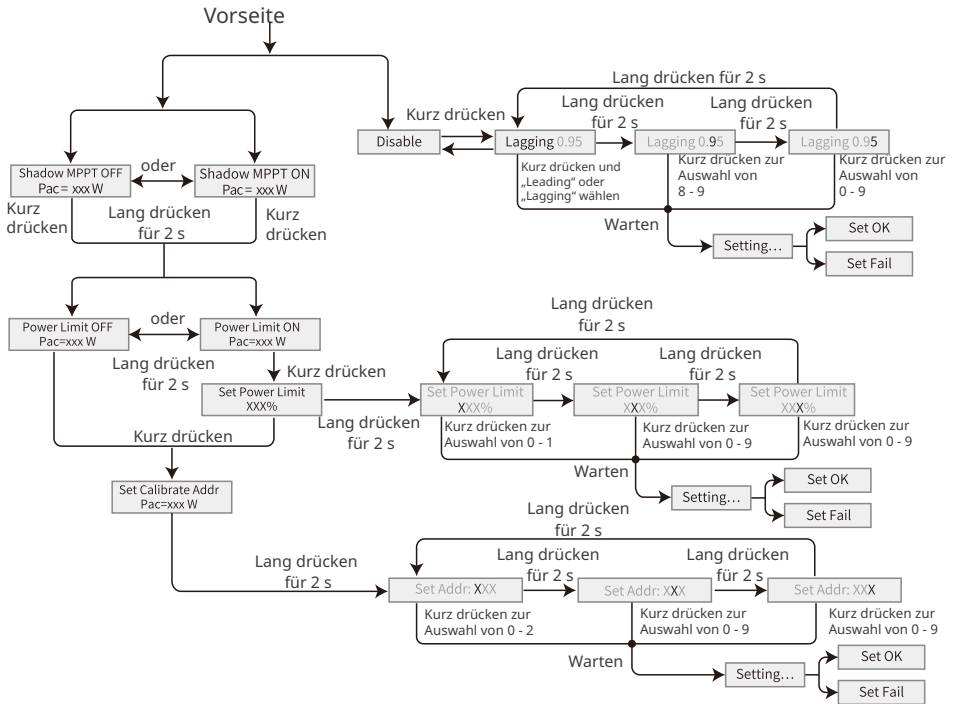 Vorseite
Lang drücken für 2 s
Kurz drücken
Lang drücken
für 2 s
Lang drücken
für 2 s
Disable
Lagging 0.95
Lagging 0.95
Lagging 0.95
Kurz drücken und
„Leading“ oder
„Lagging“ wählen
Kurz drücken zur
Auswahl von
8 - 9
Kurz drücken zur
Auswahl von
0 - 9
Warten
Setting...
Set OK
Set Fail
Shadow MPPT OFF
Pac = xxx W
oder
Shadow MPPT ON
Pac = xxx W
Kurz
drücken
Lang drücken
für 2 s
Kurz
drücken
Power Limit OFF
Pac=xxx W
oder
Power Limit ON
Pac=xxx W
Lang drücken
für 2 s
Kurz drücken
Set Power Limit
XXX%
Lang drücken
für 2 s
Lang drücken
für 2 s
Lang drücken
für 2 s
Lang drücken
für 2 s
Set Power Limit
XXX%
Set Power Limit
XXX%
Set Power Limit
XXX%
Kurz drücken zur
Auswahl von 0 - 1
Kurz drücken zur
Auswahl von 0 - 9
Kurz drücken zur
Auswahl von 0 - 9
Warten
Setting...
Set OK
Set Fail
Kurz drücken
Set Calibrate Addr
Pac=xxx W
Lang drücken
für 2 s
Lang drücken
für 2 s
Lang drücken
für 2 s
Lang drücken
für 2 s
Set Addr: XXX
Set Addr: XXX
Set Addr: XXX
Kurz drücken zur
Auswahl von 0 - 2
Kurz drücken zur
Auswahl von 0 - 9
Kurz drücken zur
Auswahl von 0 - 9
Warten
Setting...
Set OK
Set Fail